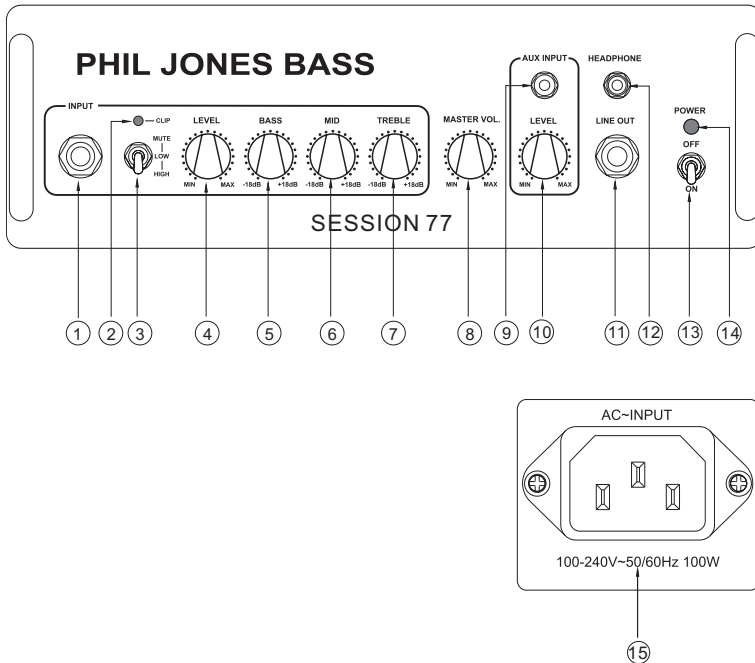 PHIL JONES BASS
INPUT
CLIP
MUTE
LOW
HIGH
LEVEL
MIN MAX
BASS
-18dB +18dB
MID
-18dB +18dB
TREBLE
-18dB +18dB
MASTER VOL.
MIN MAX
AUX INPUT
LEVEL
MIN MAX
HEADPHONE
LINE OUT
POWER
OFF
ON
SESSION 77
1 2 3 4 5 6 7 8 9 10 11 12 13 14
AC~INPUT
100-240V~50/60Hz 100W
15